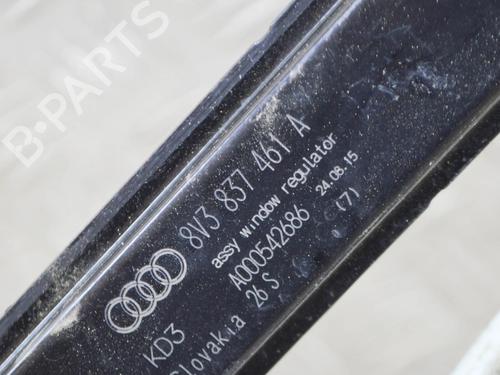 B-PARTS
8V3 837 461 A
assy window regulator
A000542686 24.08.15
KD3 26 S (7)
Slovakia